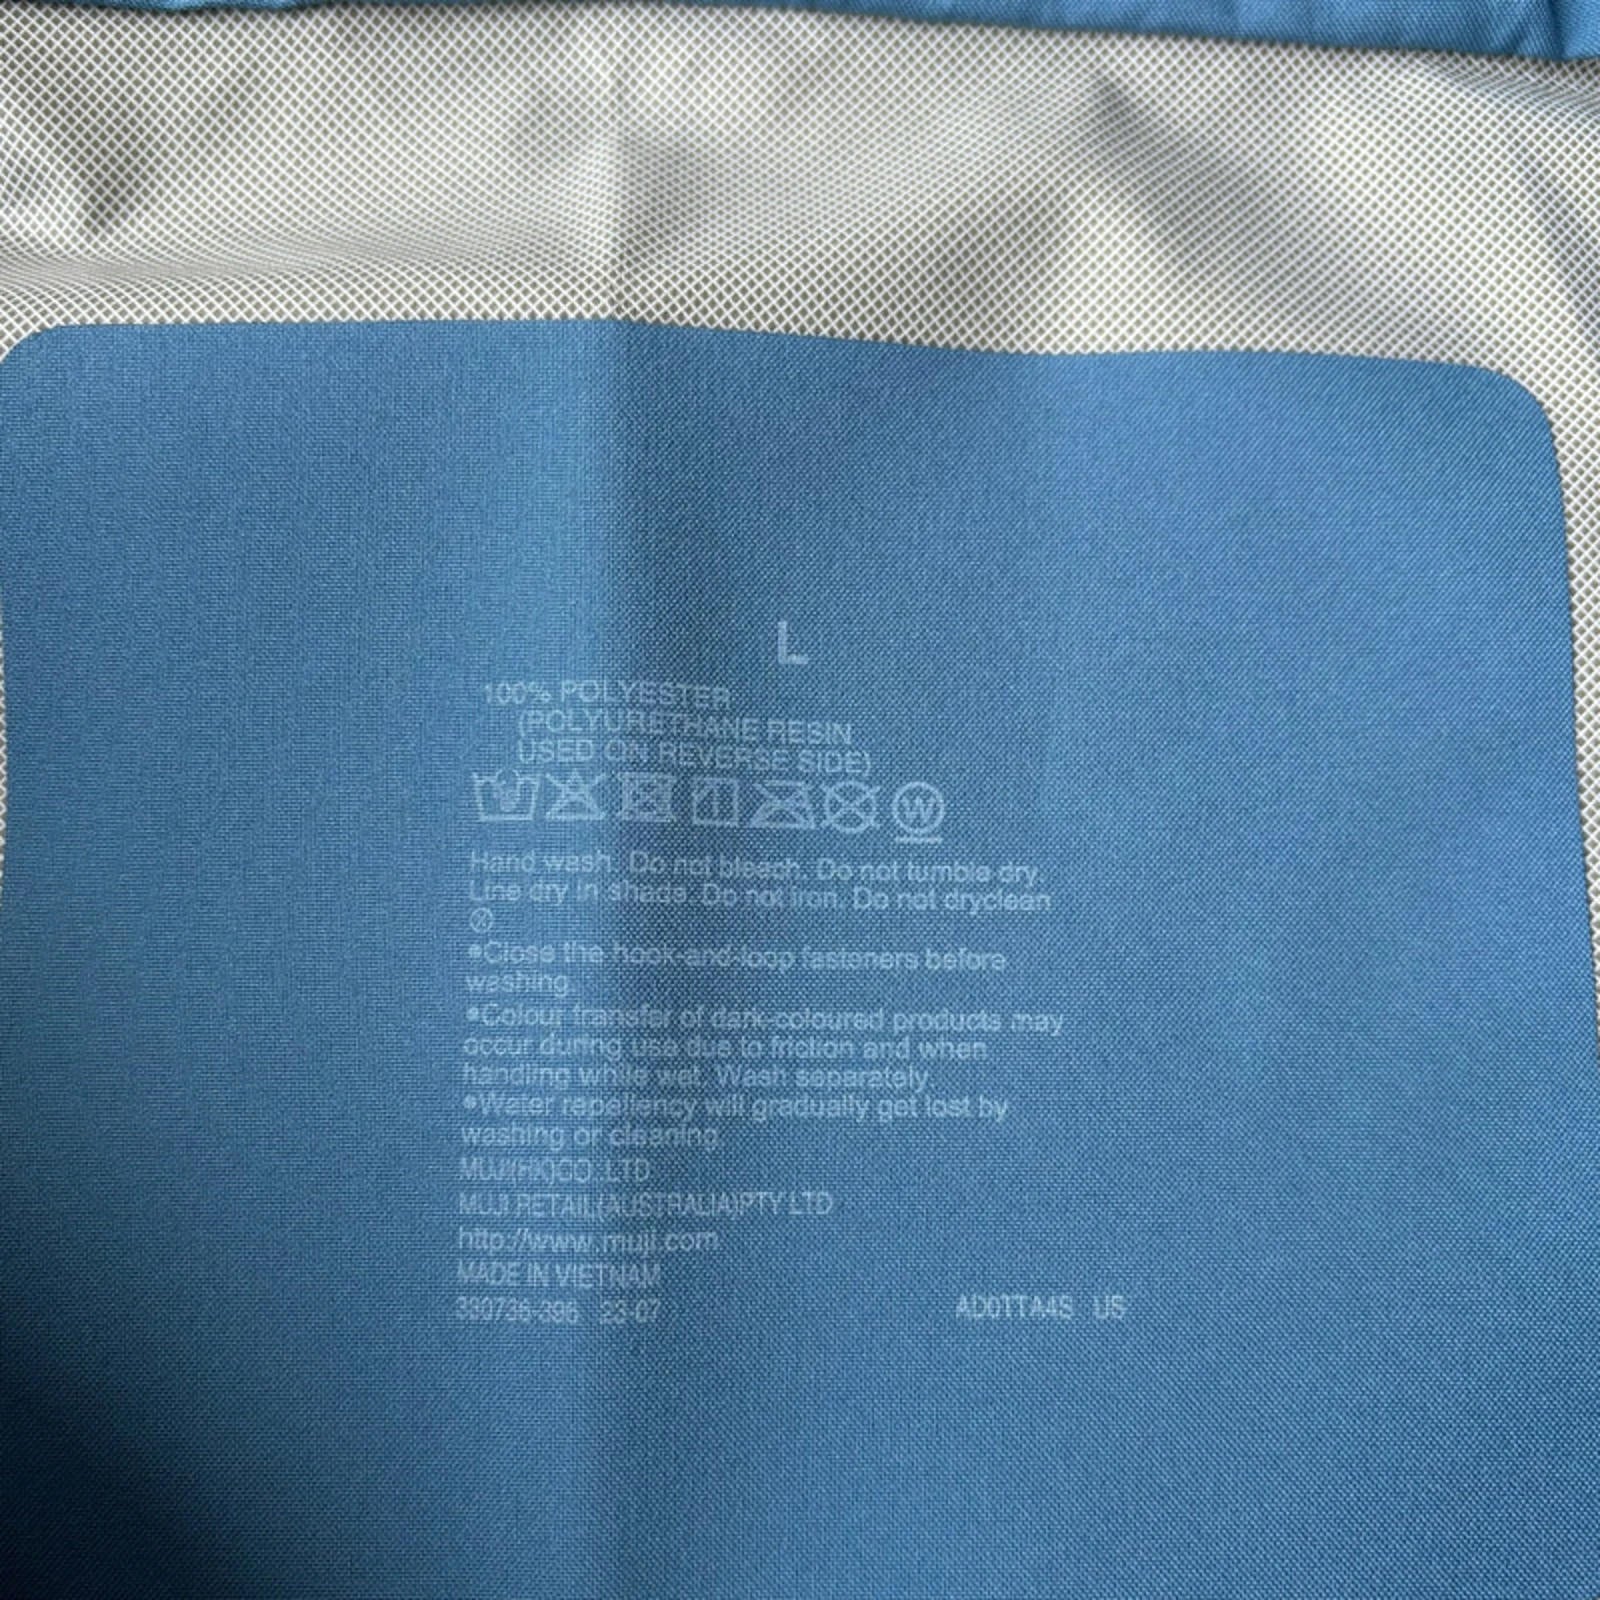 L
100% POLYESTER
(POLYURETHANE RESIN
USED ON REVERSE SIDE)
W
Hand wash. Do not bleach. Do not tumble dry.
Line dry in shade. Do not iron. Do not dryclean
●Close the hook-and-loop fasteners before
washing.
●Colour transfer of dark-coloured products may
occur during use due to friction and when
handling while wet. Wash separately.
●Water repellency will gradually get lost by
washing or cleaning.
MUJI(HK)CO.,LTD
MUJI RETAIL(AUSTRALIA)PTY LTD
http://www.muji.com
MADE IN VIETNAM
23 07 US